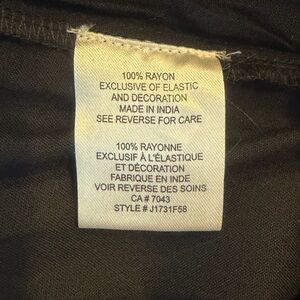 100% RAYON
EXCLUSIVE OF ELASTIC
AND DECORATION
MADE IN INDIA
SEE REVERSE FOR CARE
100% RAYONNE
EXCLUSIF À L'ÉLASTIQUE
ET DÉCORATION
FABRIQUE EN INDE
VOIR REVERSE DES SOINS
CA # 7043
STYLE # J1731F58